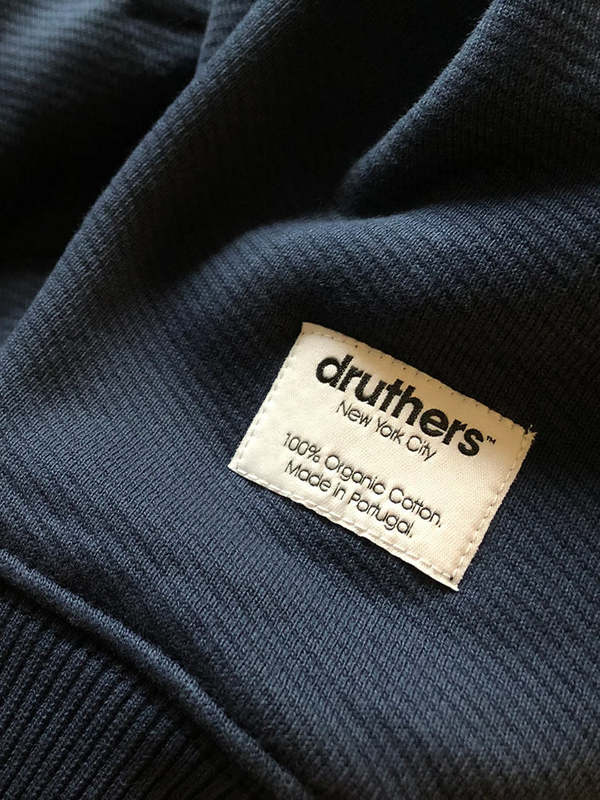 druthers™
New York City
100% Organic Cotton.
Made in Portugal.